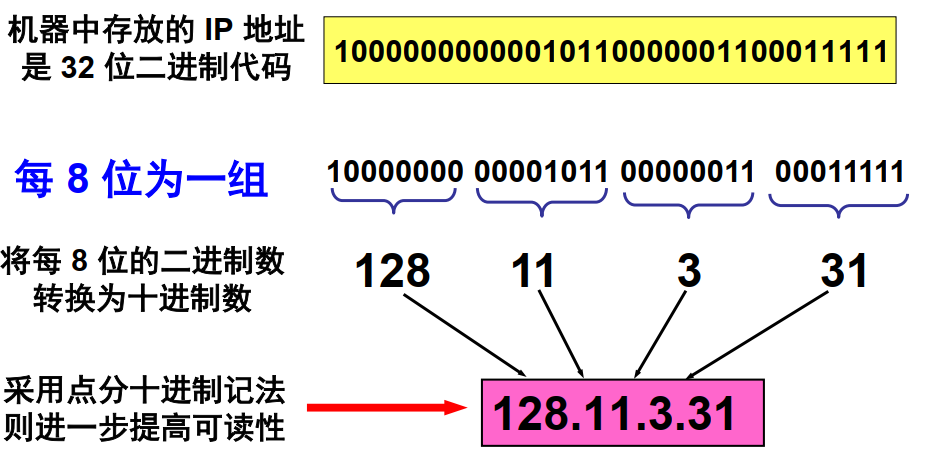 机器中存放的 IP 地址
是 32 位二进制代码
10000000000010110000001100011111
每 8 位为一组
10000000 00001011 00000011 00011111
将每 8 位的二进制数
转换为十进制数
128 11 3 31
采用点分十进制记法
则进一步提高可读性
128.11.3.31